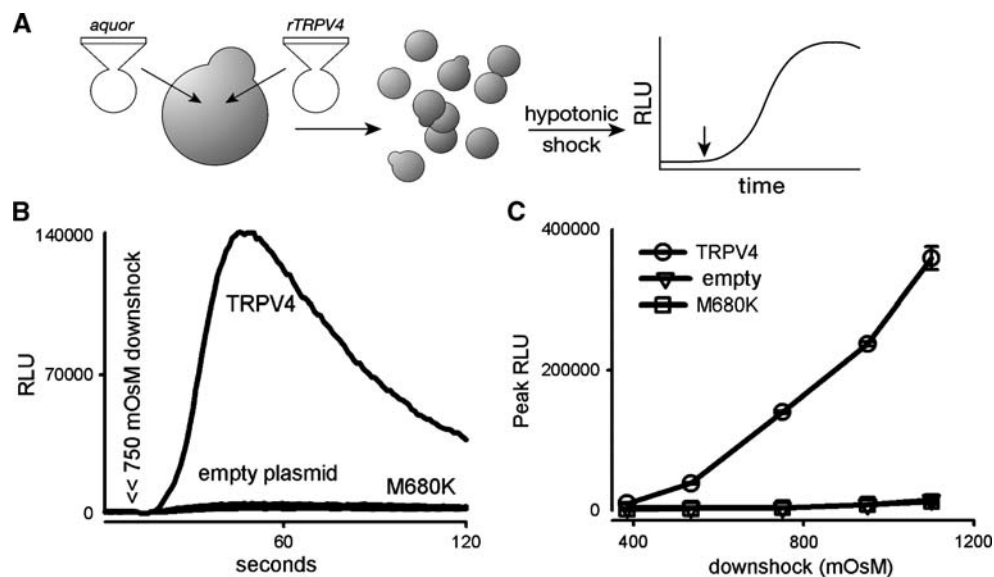 A
aquor
rTRPV4
hypotonic
shock
RLU
time
B
140000
70000
0
RLU
<< 750 mOsM downshock
TRPV4
empty plasmid
M680K
60
120
seconds
C
400000
200000
0
Peak RLU
TRPV4
empty
M680K
400
800
1200
downshock (mOsM)